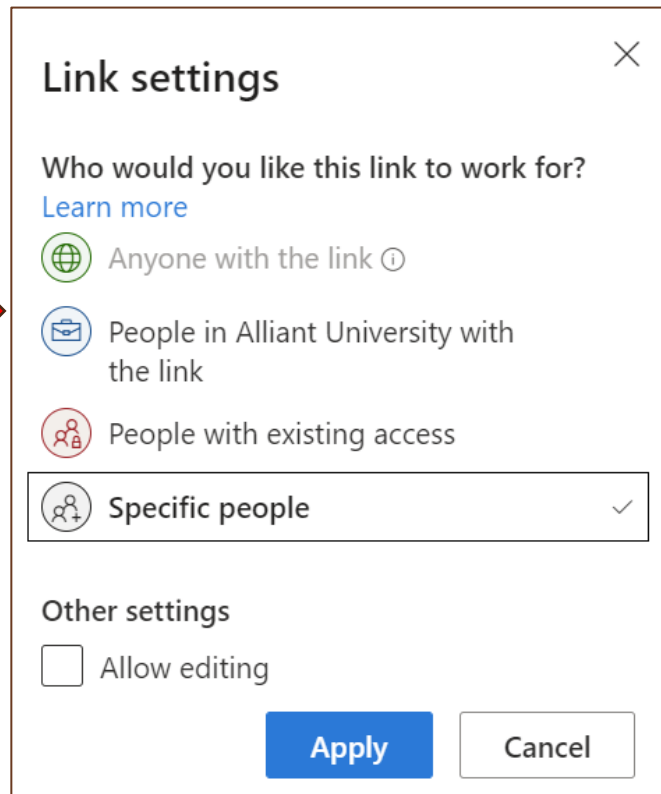 Link settings
Who would you like this link to work for?
Learn more
Anyone with the link
People in Alliant University with
the link
People with existing access
Specific people
Other settings
Allow editing
Apply
Cancel